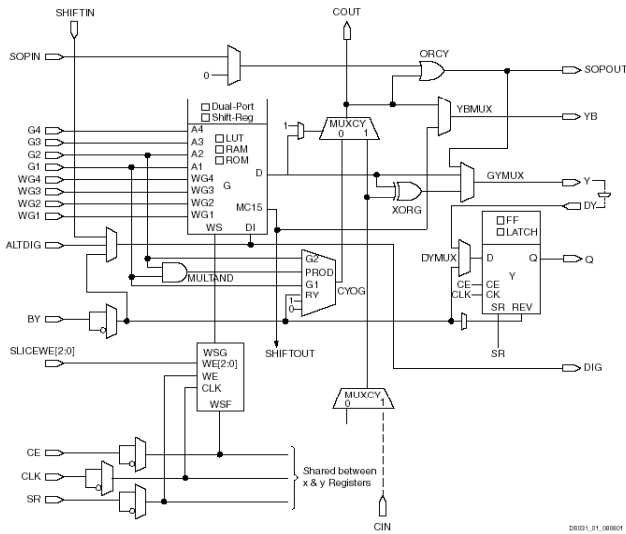 SHIFTIN
COUT
SOPIN
0
ORCY
SOPOUT
Dual-Port
Shift-Reg
YBMUX
YB
1
MUXCY
0 1
G4
G3
G2
G1
WG4
WG3
WG2
WG1
A4
A3
A2
A1
WG4
WG3
WG2
WG1
LUT
RAM
ROM
G
D
MC15
WS
DI
GYMUX
Y
XORG
DY
FF
LATCH
DYMUX
D
Q
Q
Y
CE
CLK
CE
CK
SR REV
SR
ALTDIG
MULTAND
G2
PROD
G1
RY
1
0
CYOG
BY
SHIFTOUT
DIG
SLICEWE[2:0]
WSG
WE[2:0]
WE
CLK
WSF
MUXCY
0 1
CE
CLK
SR
Shared between
x & y Registers
CIN
DS031_01_080601